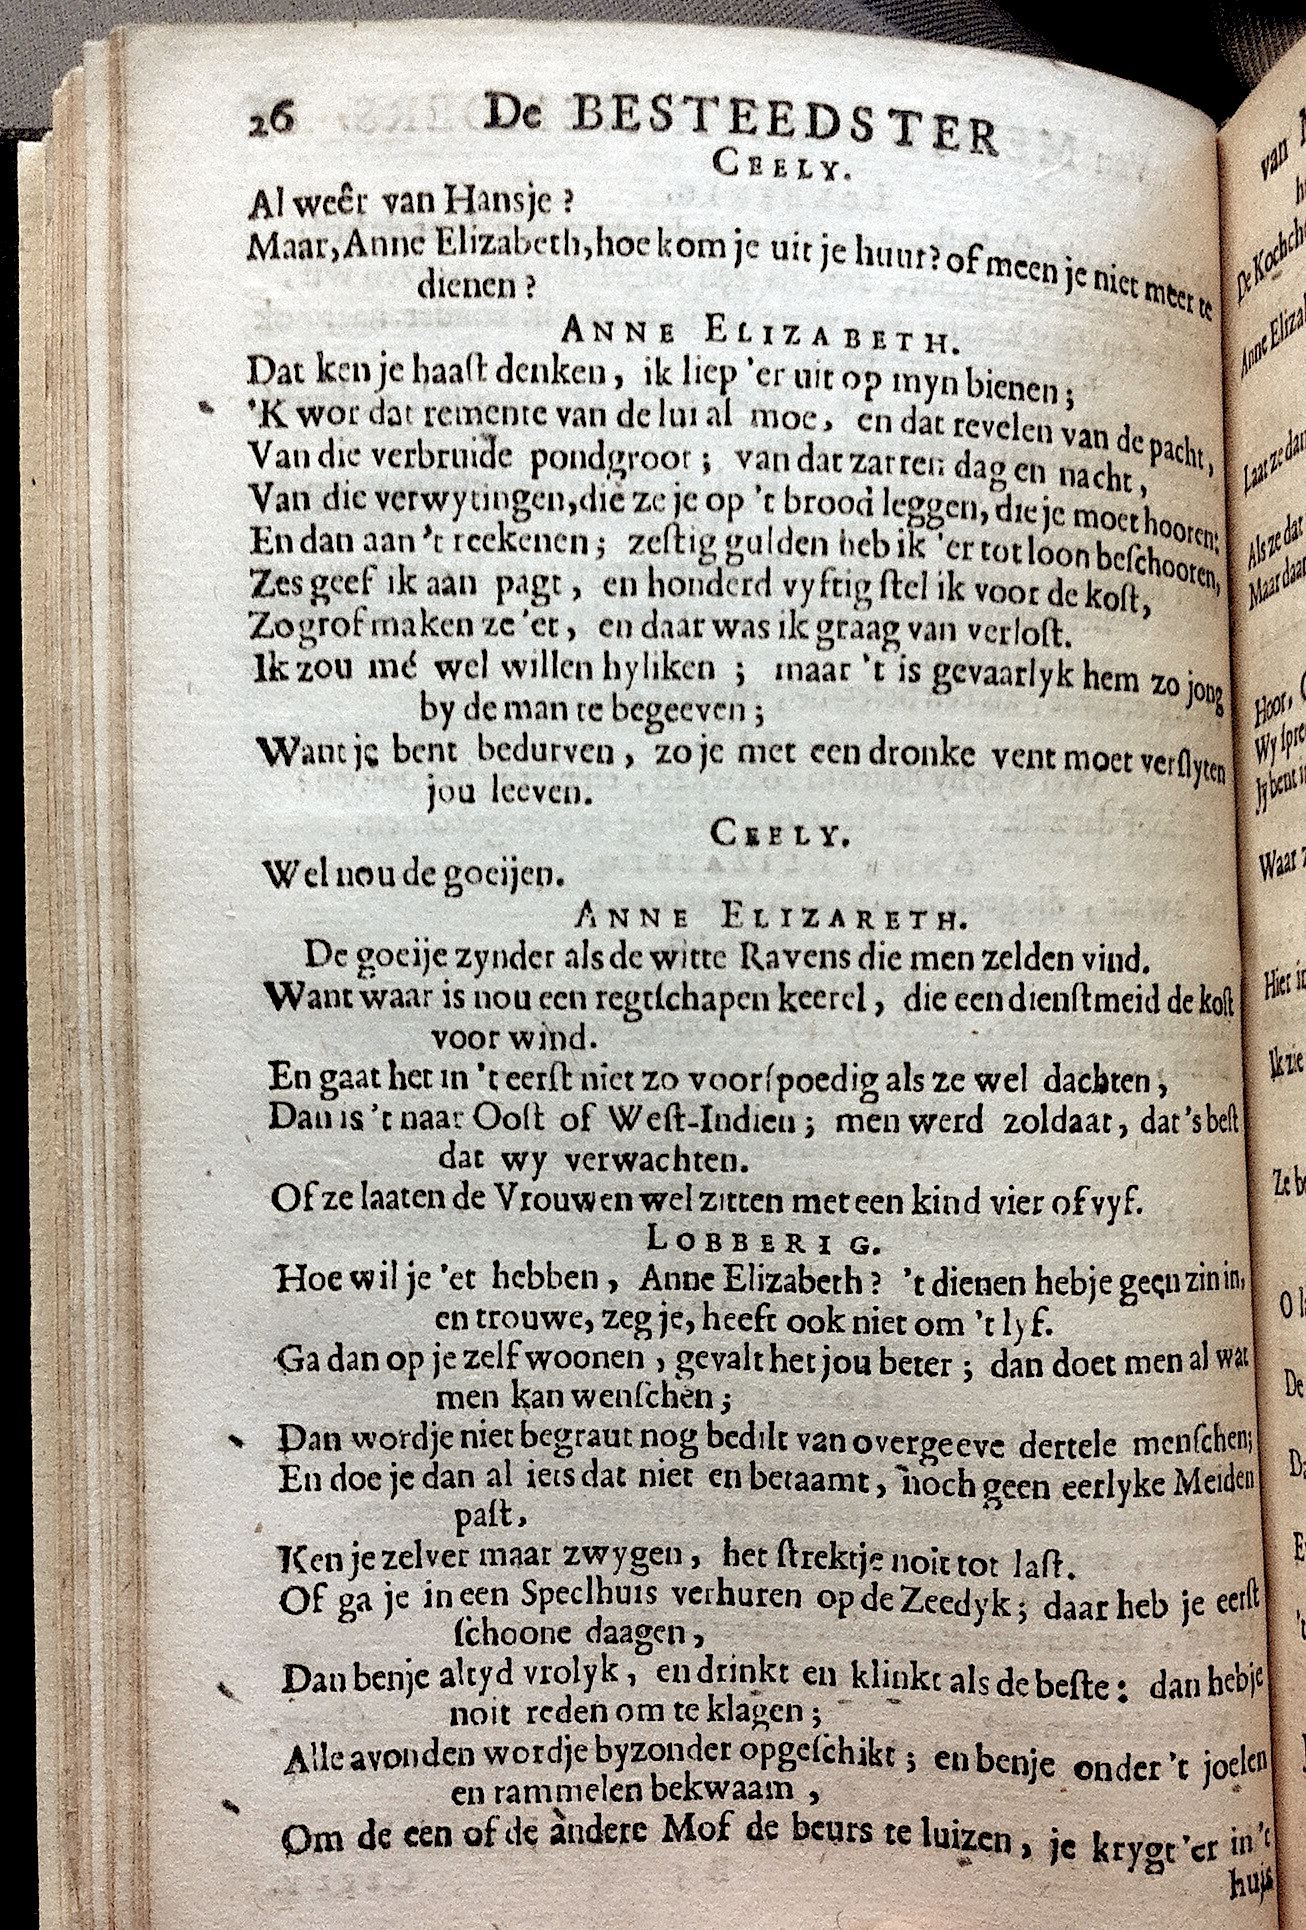 26 De BESTEEDSTER
CEELY.
Al weêr van Hansje?
Maar, Anne Elizabeth, hoe kom je uit je huur? of meen je niet meer te
dienen?
ANNE ELIZABETH.
Dat ken je haaſt denken, ik liep 'er uit op myn bienen;
'K wor dat remente van de lui al moe, en dat revelen van de pacht,
Van die verbruide pondgroot; van dat zarren dag en nacht,
Van die verwytingen, die ze je op 't brood leggen, die je moet hooren:
En dan aan 't reekenen; zeſtig gulden heb ik 'er tot loon beſchooren,
Zes geef ik aan pagt, en honderd vyftig ſtel ik voor de koſt,
Zo grof maken ze 'et, en daar was ik graag van verloſt.
Ik zou mé wel willen hyliken; maar 't is gevaarlyk hem zo jong
by de man te begeeven;
Want je bent bedurven, zo je met een dronke vent moet verſlyten
jou leeven.
CEELY.
Wel nou de goeijen.
ANNE ELIZARETH.
De goeije zynder als de witte Ravens die men zelden vind.
Want waar is nou een regtſchapen keerel, die een dienſtmeid de koſt
voor wind.
En gaat het in 't eerſt niet zo voorſpoedig als ze wel dachten,
Dan is 't naar Ooſt of Weſt-Indien; men werd zoldaat, dat 's beſt
dat wy verwachten.
Of ze laaten de Vrouwen wel zitten met een kind vier of vyf.
LOBBERIG.
Hoe wil je 'et hebben, Anne Elizabeth? 't dienen hebje geen zin in,
en trouwe, zeg je, heeft ook niet om 't lyf.
Ga dan op je zelf woonen, gevalt het jou beter; dan doet men al wat
men kan wenſchen;
Dan wordje niet begraut nog bedilt van overgeeve dertele menſchen;
En doe je dan al iets dat niet en betaamt, noch geen eerlyke Meiden
paſt,
Ken je zelver maar zwygen, het ſtrektje noit tot laſt.
Of ga je in een Speelhuis verhuren op de Zeedyk; daar heb je eerſt
ſchoone daagen,
Dan benje altyd vrolyk, en drinkt en klinkt als de beſte: dan hebje
noit reden om te klagen;
Alle avonden wordje byzonder opgeſchikt; en benje onder 't joelen
en rammelen bekwaam,
Om de een of de andere Mof de beurs te luizen, je krygt 'er in 't
huis